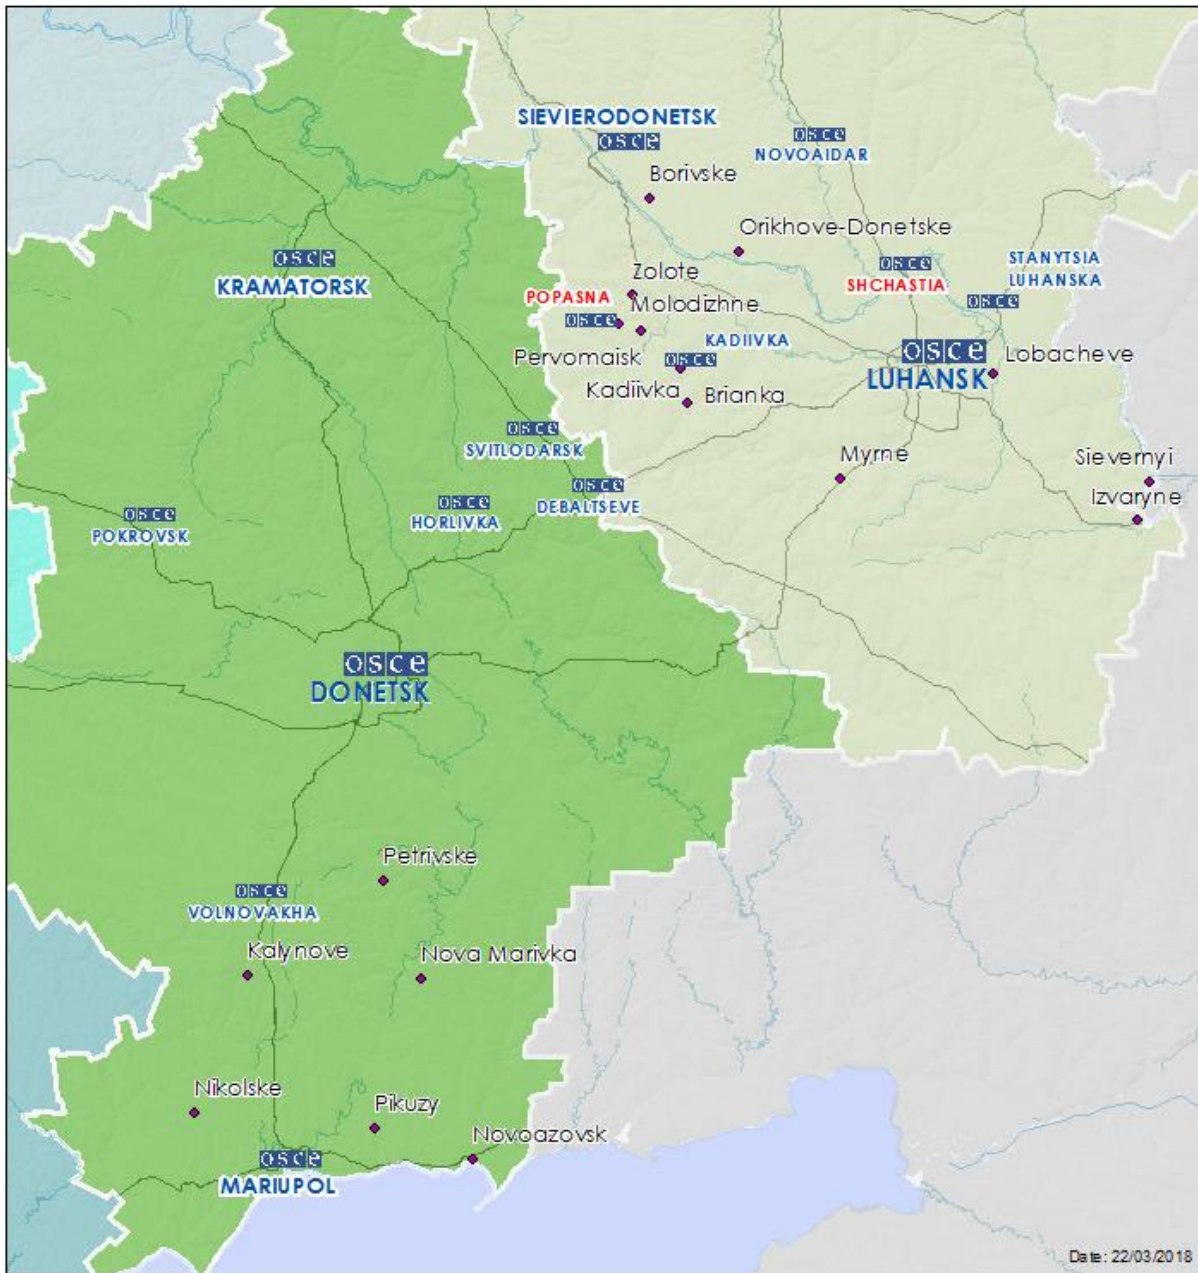 SIEVIERODONETSK
osce
osce
NOVOAIDAR
Borivske
Orikhove-Donetske
osce
KRAMATORSK
Zolote
osce
SHCHASTIA
STANYTSIA
LUHANSKA
osce
POPASNA
osce
Molodizhne
KADIIVKA
Pervomaisk
osce
osce
LUHANSK
Lobacheve
Kadiivka
Brianka
osce
SVITLODARSK
Myrne
Sievernyi
osce
DEBALTSEVE
Izvaryne
osce
HORLIVKA
osce
POKROVSK
osce
DONETSK
Petrivske
osce
VOLNOVAKHA
Kalynove
Nova Marivka
Nikolske
Pikuzy
Novoazovsk
osce
MARIUPOL
Date: 22/03/2018